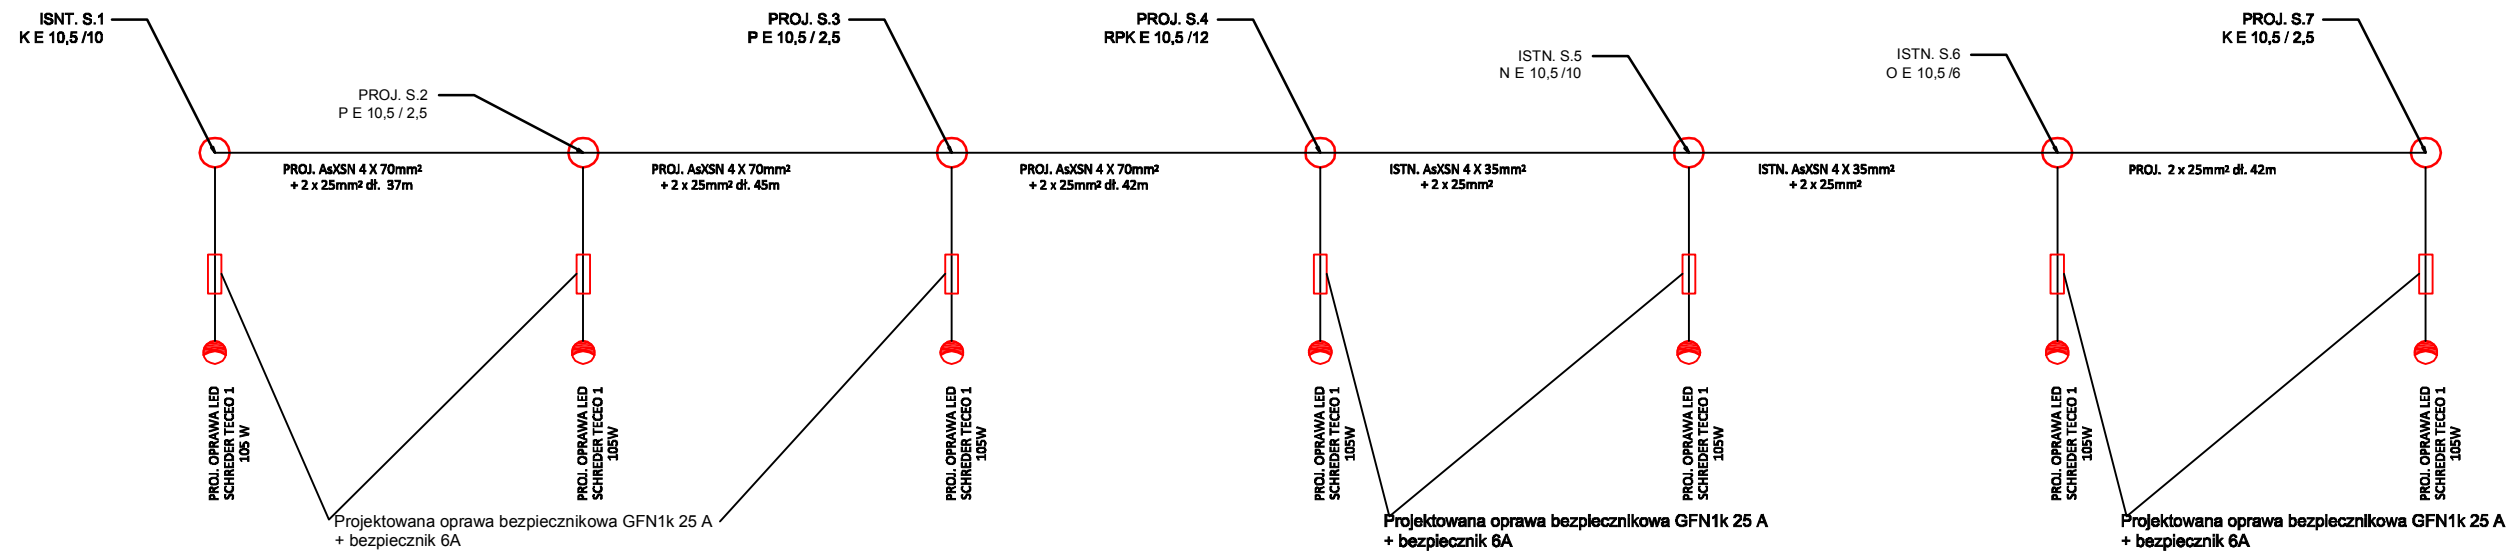 ISNT. S.1
K E 10,5 /10
PROJ. S.2
P E 10,5 / 2,5
PROJ. S.3
P E 10,5 / 2,5
PROJ. S.4
RPK E 10,5 /12
ISTN. S.5
N E 10,5 /10
ISTN. S.6
O E 10,5 /6
PROJ. S.7
K E 10,5 / 2,5
PROJ. AsXSN 4 X 70mm²
+ 2 x 25mm² dł. 37m
PROJ. AsXSN 4 X 70mm²
+ 2 x 25mm² dł. 45m
PROJ. AsXSN 4 X 70mm²
+ 2 x 25mm² dł. 42m
ISTN. AsXSN 4 X 35mm²
+ 2 x 25mm²
ISTN. AsXSN 4 X 35mm²
+ 2 x 25mm²
PROJ. 2 x 25mm² dł. 42m
PROJ. OPRAWA LED
SCHREDER TECEO 1
105 W
PROJ. OPRAWA LED
SCHREDER TECEO 1
105W
PROJ. OPRAWA LED
SCHREDER TECEO 1
105W
PROJ. OPRAWA LED
SCHREDER TECEO 1
105W
PROJ. OPRAWA LED
SCHREDER TECEO 1
105W
PROJ. OPRAWA LED
SCHREDER TECEO 1
105W
PROJ. OPRAWA LED
SCHREDER TECEO 1
105W
Projektowana oprawa bezpiecznikowa GFN1k 25 A
+ bezpiecznik 6A
Projektowana oprawa bezpiecznikowa GFN1k 25 A
+ bezpiecznik 6A
Projektowana oprawa bezpiecznikowa GFN1k 25 A
+ bezpiecznik 6A